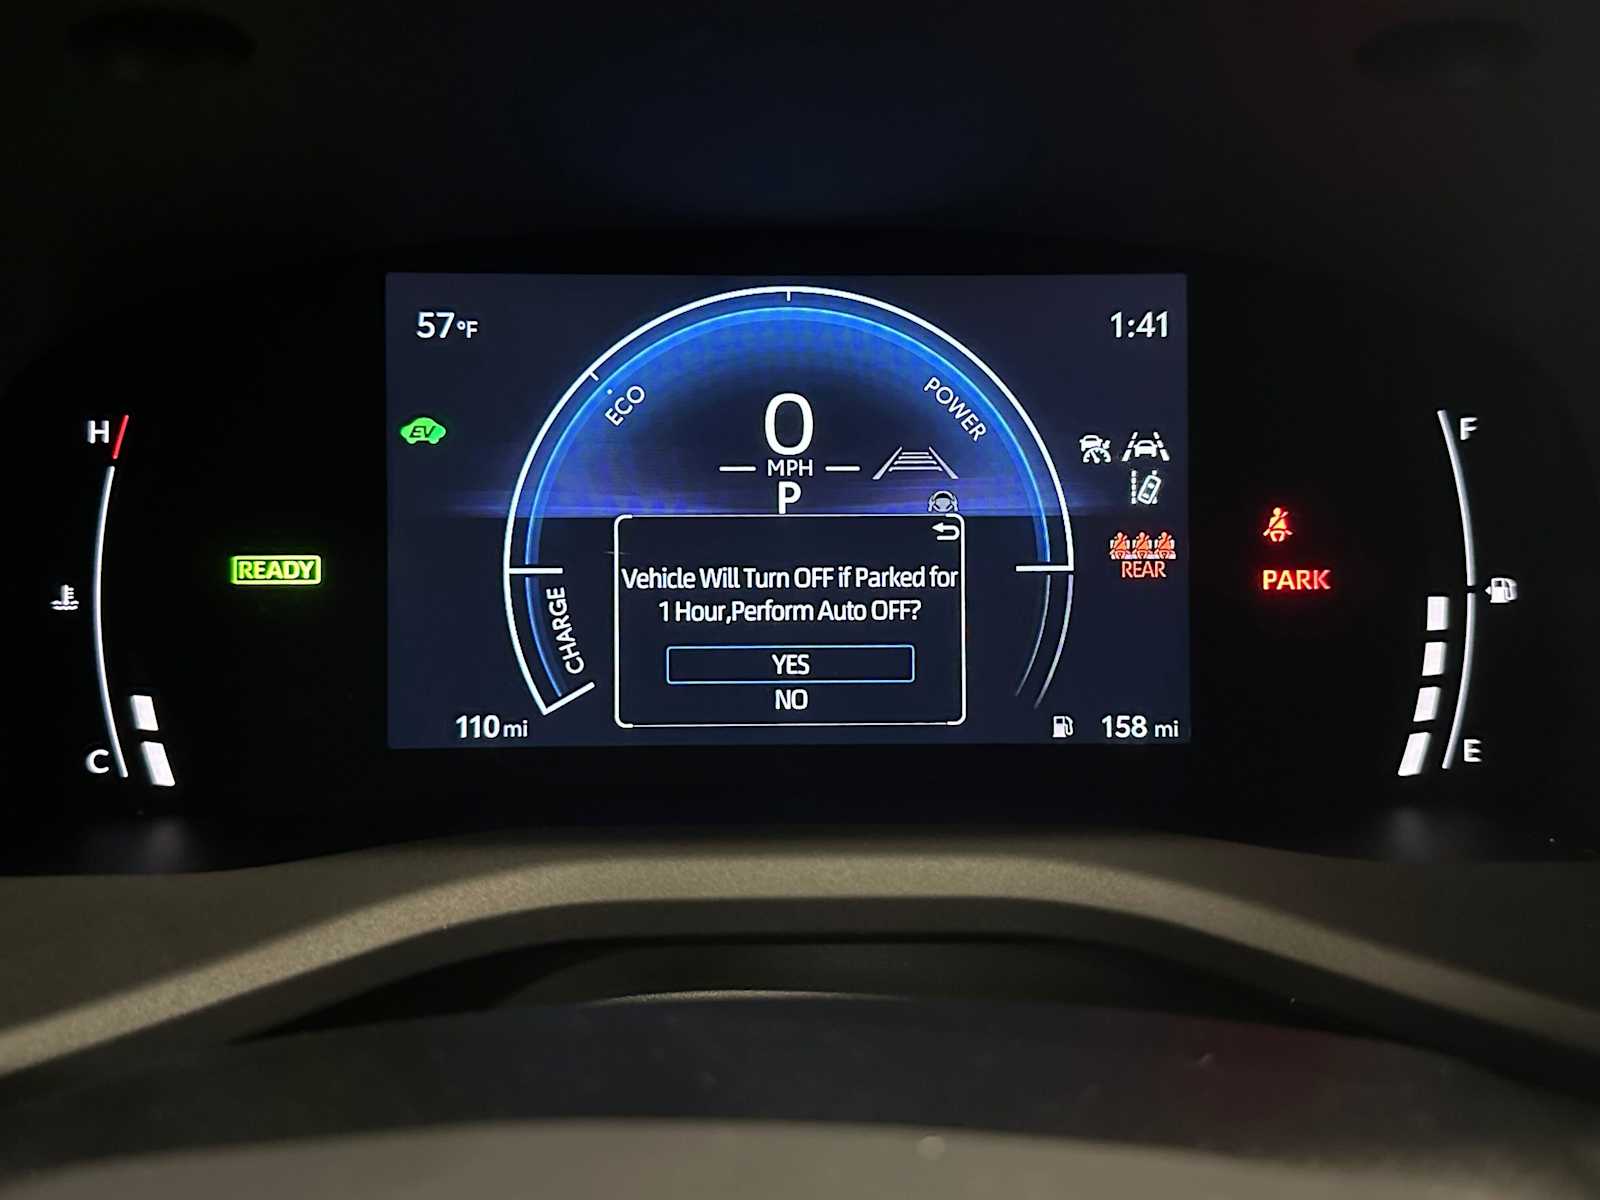 57°F
1:41
ECO
POWER
0
MPH
P
H
F
EV
READY
REAR
PARK
Vehicle Will Turn OFF if Parked for
1 Hour,Perform Auto OFF?
YES
NO
CHARGE
110 mi
158 mi
C
E